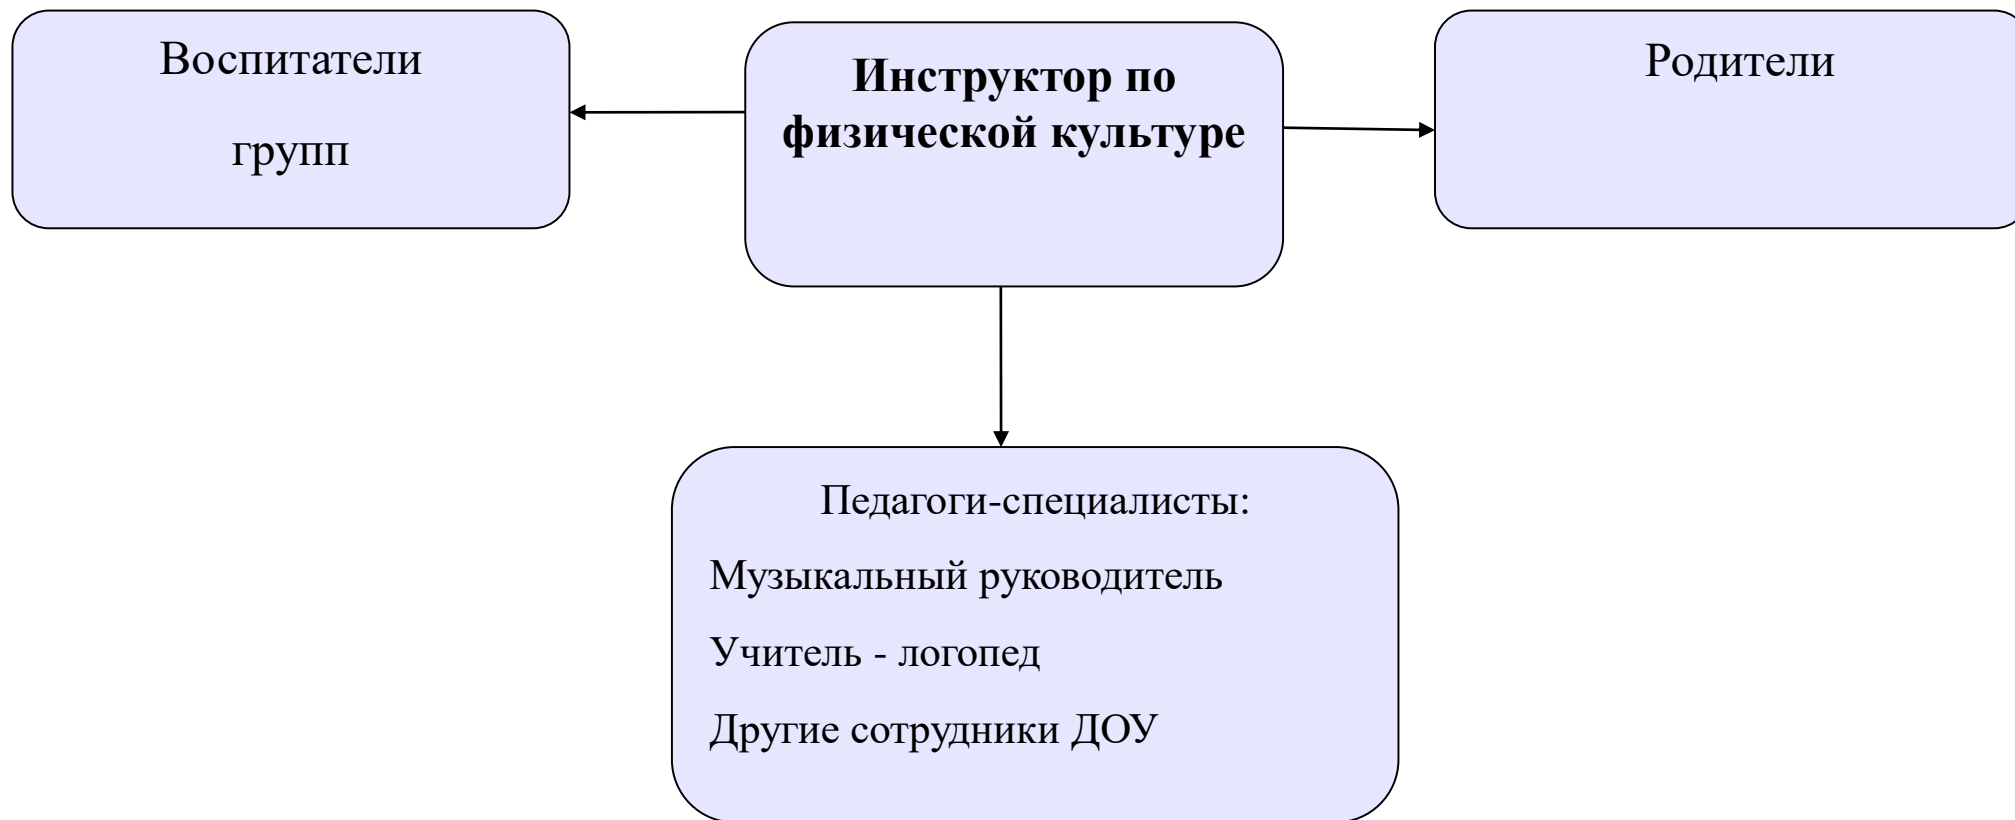 Воспитатели
групп
Инструктор по
физической культуре
Родители
Педагоги-специалисты:
Музыкальный руководитель
Учитель - логопед
Другие сотрудники ДОУ